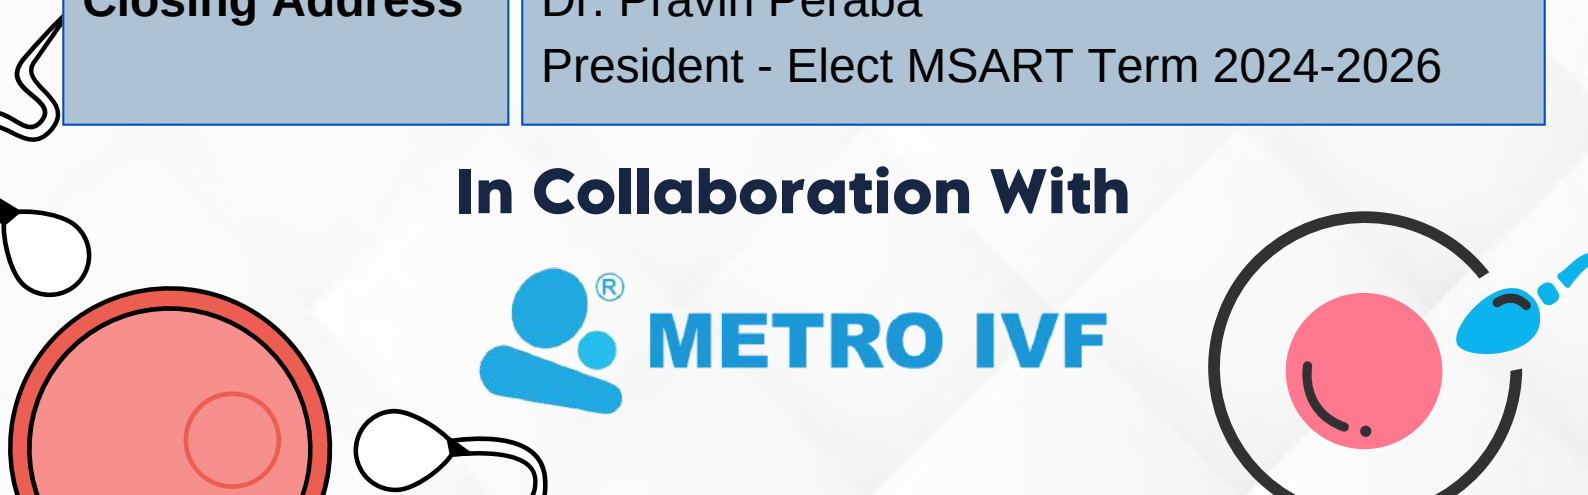 Closing Address
Dr. Pravin Peraba
President - Elect MSART Term 2024-2026
In Collaboration With
®
METRO IVF